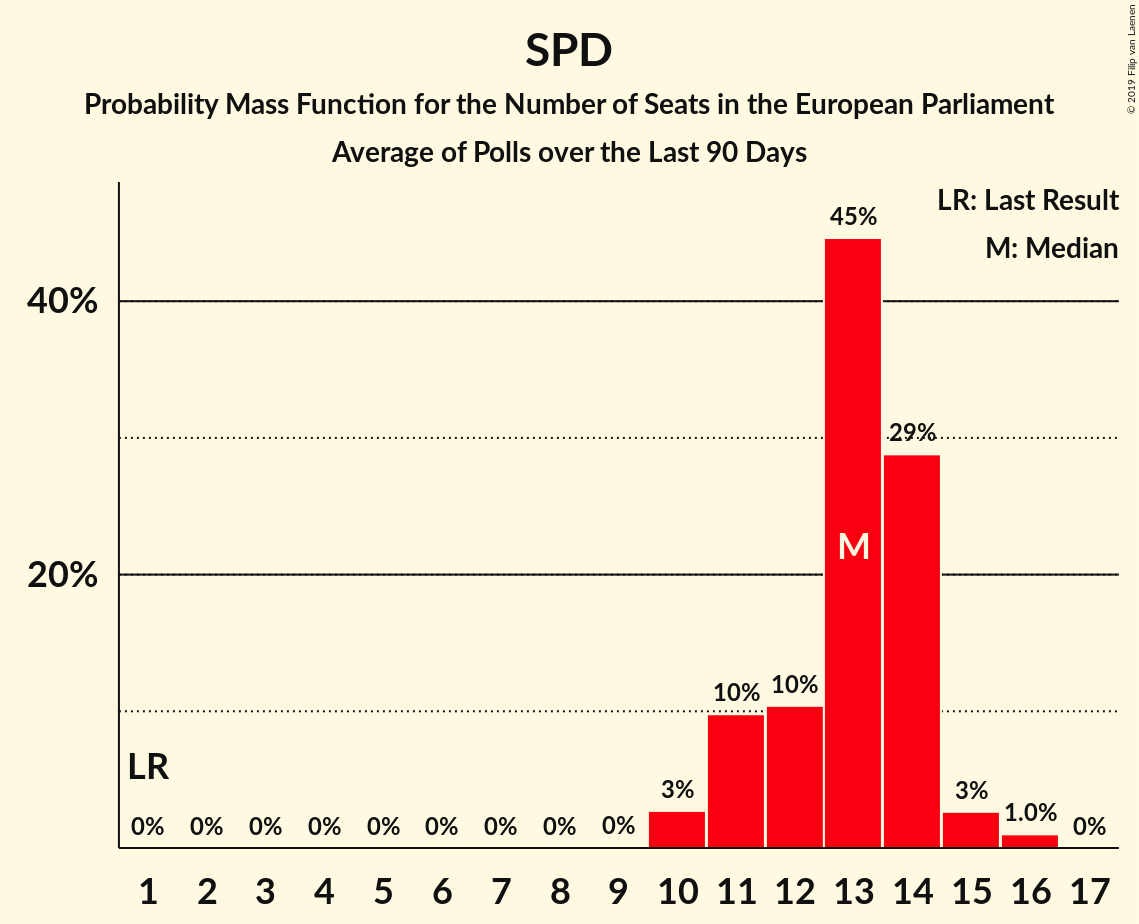 SPD
Probability Mass Function for the Number of Seats in the European Parliament
Average of Polls over the Last 90 Days
© 2019 Filip van Laenen
LR: Last Result
M: Median
45%
40%
29%
M
20%
10% 10%
LR
3% 3%
1.0%
0% 0% 0% 0% 0% 0% 0% 0% 0% 0%
1 2 3 4 5 6 7 8 9 10 11 12 13 14 15 16 17